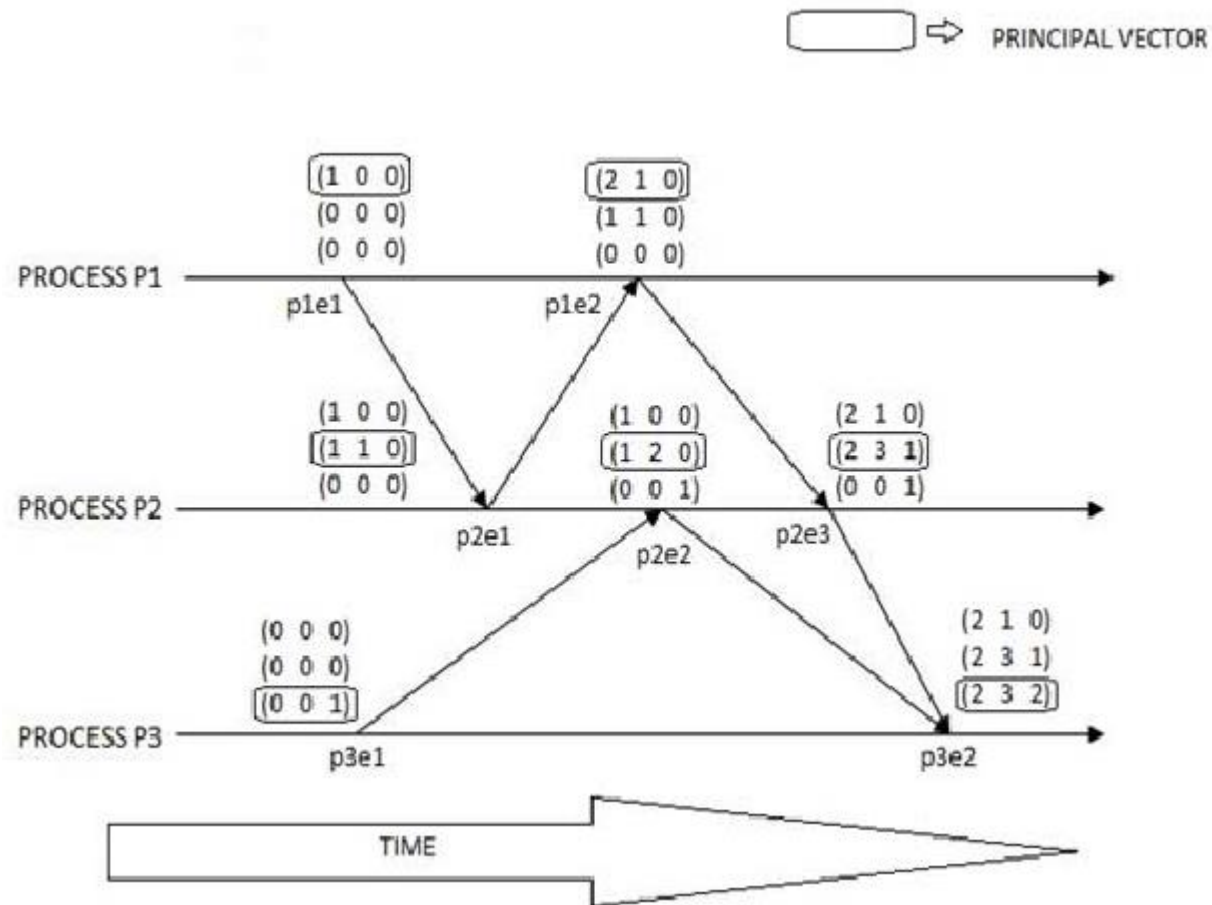 PRINCIPAL VECTOR
(1 0 0)
(0 0 0)
(0 0 0)
(2 1 0)
(1 1 0)
(0 0 0)
PROCESS P1
p1e1
p1e2
(1 0 0)
(1 1 0)
(0 0 0)
(1 0 0)
(1 2 0)
(0 0 1)
(2 1 0)
(2 3 1)
(0 0 1)
PROCESS P2
p2e1
p2e2
p2e3
(0 0 0)
(0 0 0)
(0 0 1)
(2 1 0)
(2 3 1)
(2 3 2)
PROCESS P3
p3e1
p3e2
TIME